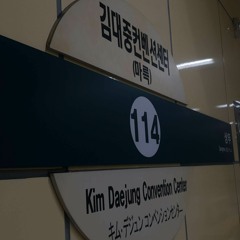 김대중컨벤션센터
(마륵)
114
Kim Daejung Convention Center
キム・デジュン コンベンションセンター